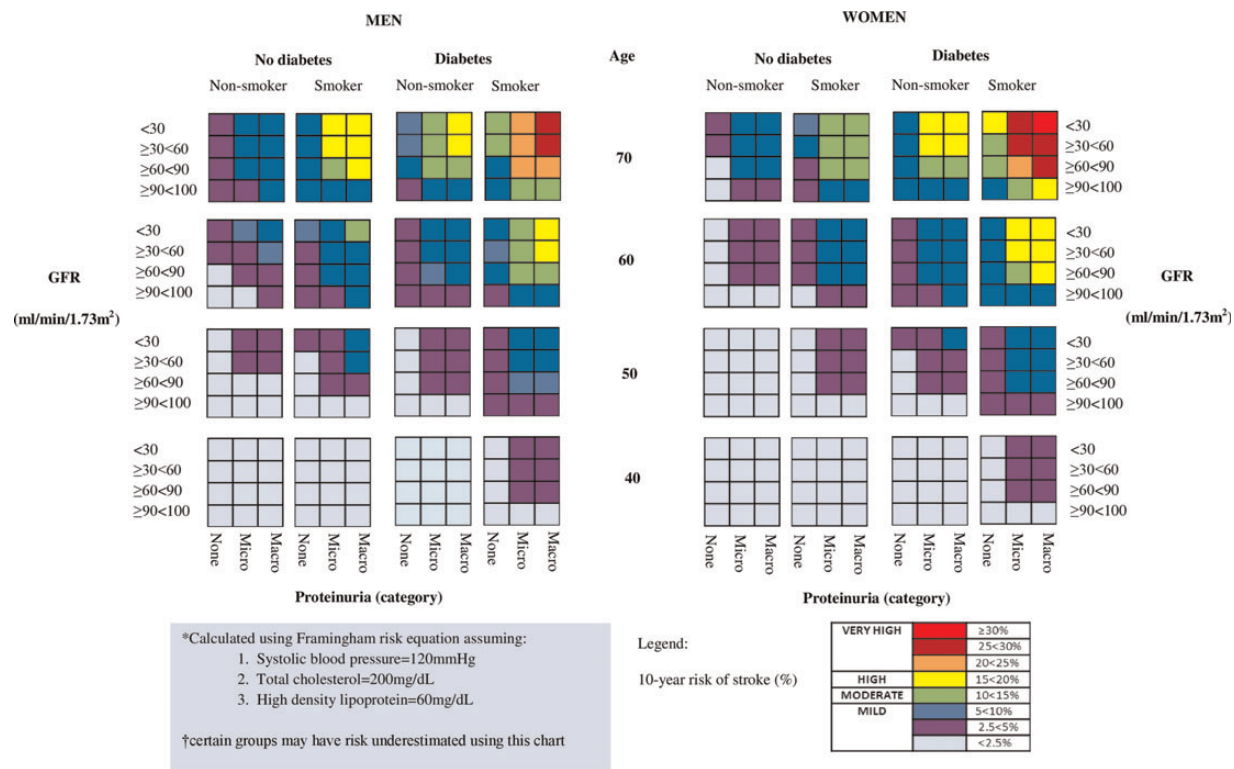 MEN
WOMEN
No diabetes
Diabetes
Age
No diabetes
Diabetes
Non-smoker
Smoker
Non-smoker
Smoker
Non-smoker
Smoker
Non-smoker
Smoker
<30
≥30<60
≥60<90
≥90<100
70
<30
≥30<60
≥60<90
≥90<100
<30
≥30<60
≥60<90
≥90<100
60
<30
≥30<60
≥60<90
≥90<100
GFR
(ml/min/1.73m²)
GFR
(ml/min/1.73m²)
<30
≥30<60
≥60<90
≥90<100
50
<30
≥30<60
≥60<90
≥90<100
<30
≥30<60
≥60<90
≥90<100
40
<30
≥30<60
≥60<90
≥90<100
None
Micro
Macro
None
Micro
Macro
None
Micro
Macro
None
Micro
Macro
None
Micro
Macro
None
Micro
Macro
None
Micro
Macro
None
Micro
Macro
Proteinuria (category)
Proteinuria (category)
*Calculated using Framingham risk equation assuming:
1. Systolic blood pressure=120mmHg
2. Total cholesterol=200mg/dL
3. High density lipoprotein=60mg/dL
†certain groups may have risk underestimated using this chart
Legend:
10-year risk of stroke (%)
VERY HIGH ≥30%
25<30%
20<25%
HIGH 15<20%
MODERATE 10<15%
MILD 5<10%
2.5<5%
<2.5%